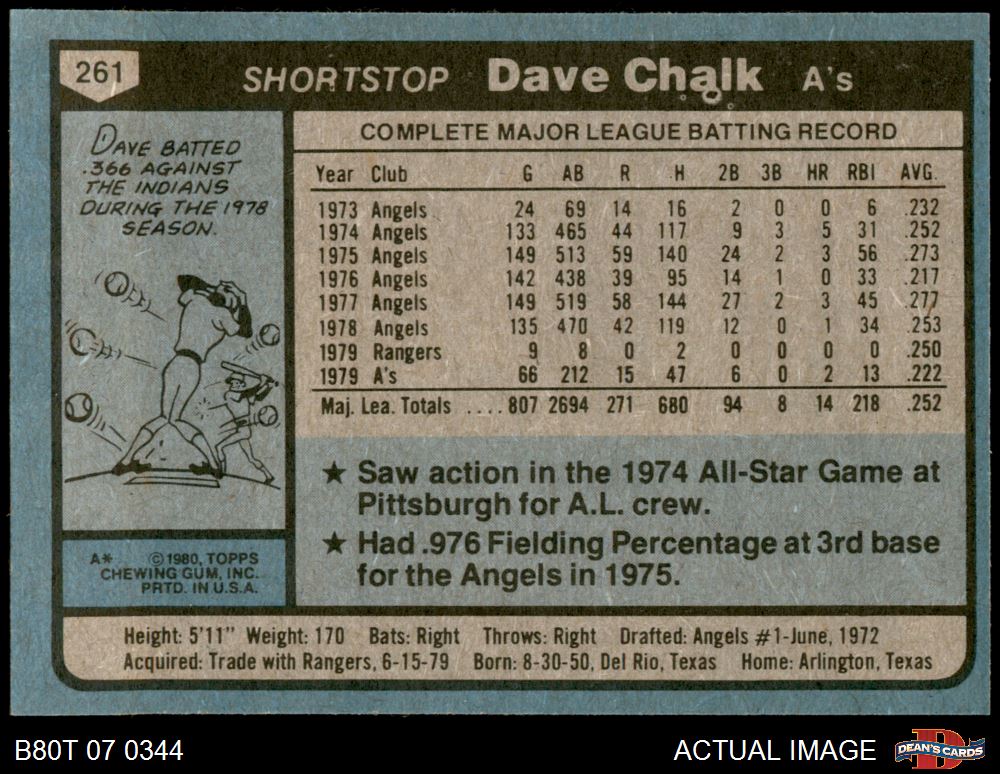 261 SHORTSTOP Dave Chalk A's
DAVE BATTED
.366 AGAINST
THE INDIANS
DURING THE 1978
SEASON.
A* ©1980, TOPPS
CHEWING GUM, INC.
PRTD. IN U.S.A.
COMPLETE MAJOR LEAGUE BATTING RECORD
Year Club G AB R H 2B 3B HR RBI AVG.
1973 Angels 24 69 14 16 2 0 0 6 .232
1974 Angels 133 465 44 117 9 3 5 31 .252
1975 Angels 149 513 59 140 24 2 3 56 .273
1976 Angels 142 438 39 95 14 1 0 33 .217
1977 Angels 149 519 58 144 27 2 3 45 .277
1978 Angels 135 470 42 119 12 0 1 34 .253
1979 Rangers 9 8 0 2 0 0 0 0 .250
1979 A's 66 212 15 47 6 0 2 13 .222
Maj. Lea. Totals .... 807 2694 271 680 94 8 14 218 .252
★ Saw action in the 1974 All-Star Game at
Pittsburgh for A.L. crew.
★ Had .976 Fielding Percentage at 3rd base
for the Angels in 1975.
Height: 5'11" Weight: 170 Bats: Right Throws: Right Drafted: Angels #1-June, 1972
Acquired: Trade with Rangers, 6-15-79 Born: 8-30-50, Del Rio, Texas Home: Arlington, Texas
B80T 07 0344 ACTUAL IMAGE DEAN'S CARDS